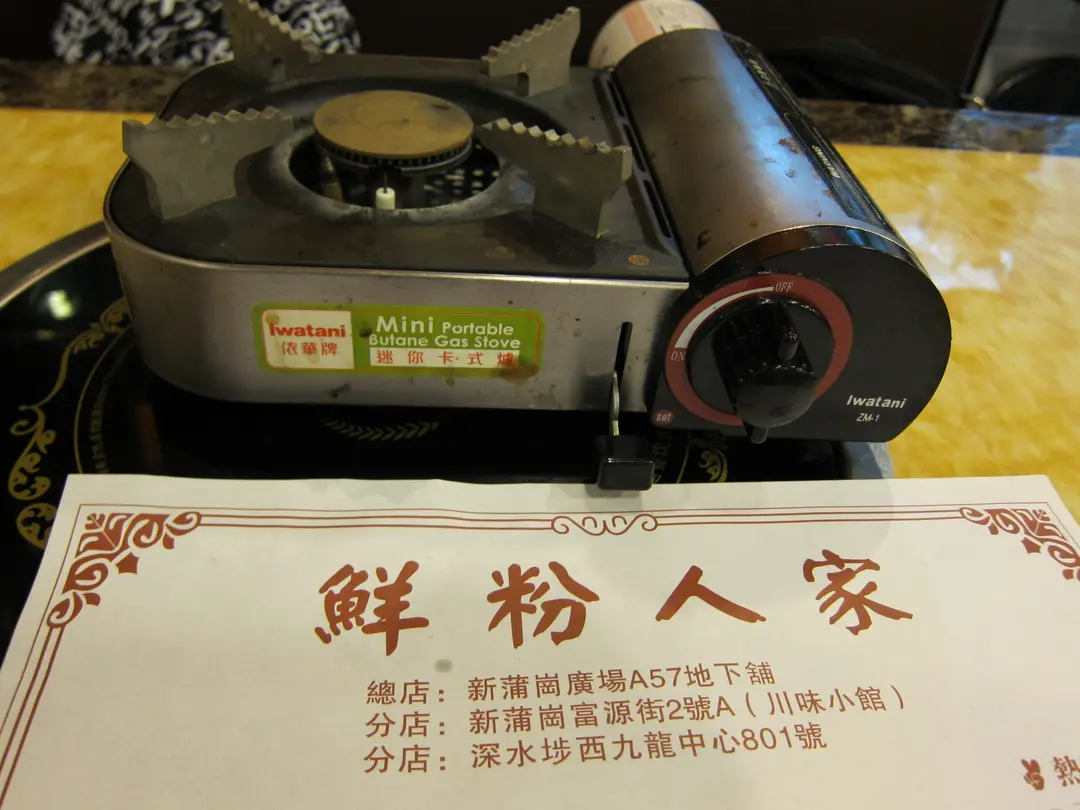 OFF
ON
Iwatani
依華牌
Mini Portable
Butane Gas Stove
迷你卡式爐
set
Iwatani
ZM-1
鮮粉人家
總店：新蒲崗廣場A57地下舖
分店：新蒲崗富源街2號A（川味小館）
分店：深水埗西九龍中心801號
熱